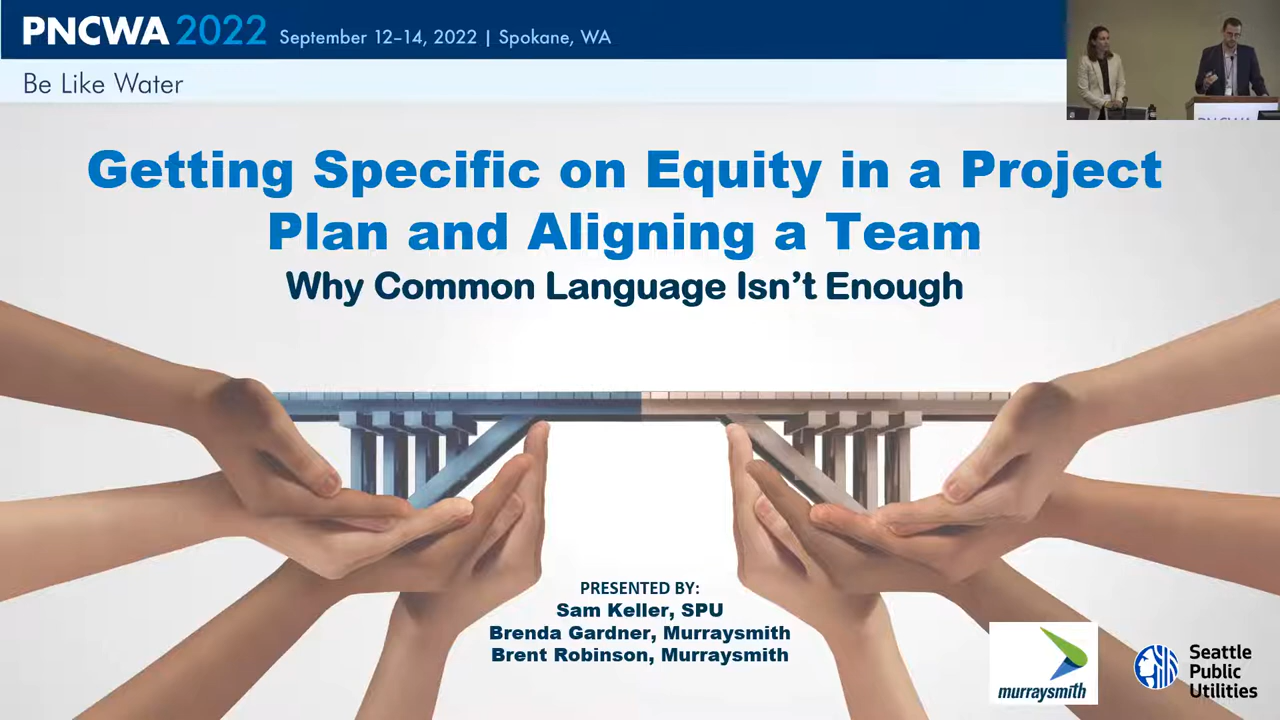 PNCWA 2022 September 12–14, 2022 | Spokane, WA
Be Like Water
Getting Specific on Equity in a Project
Plan and Aligning a Team
Why Common Language Isn't Enough
PRESENTED BY:
Sam Keller, SPU
Brenda Gardner, Murraysmith
Brent Robinson, Murraysmith
murraysmith
Seattle
Public
Utilities
PNCWA